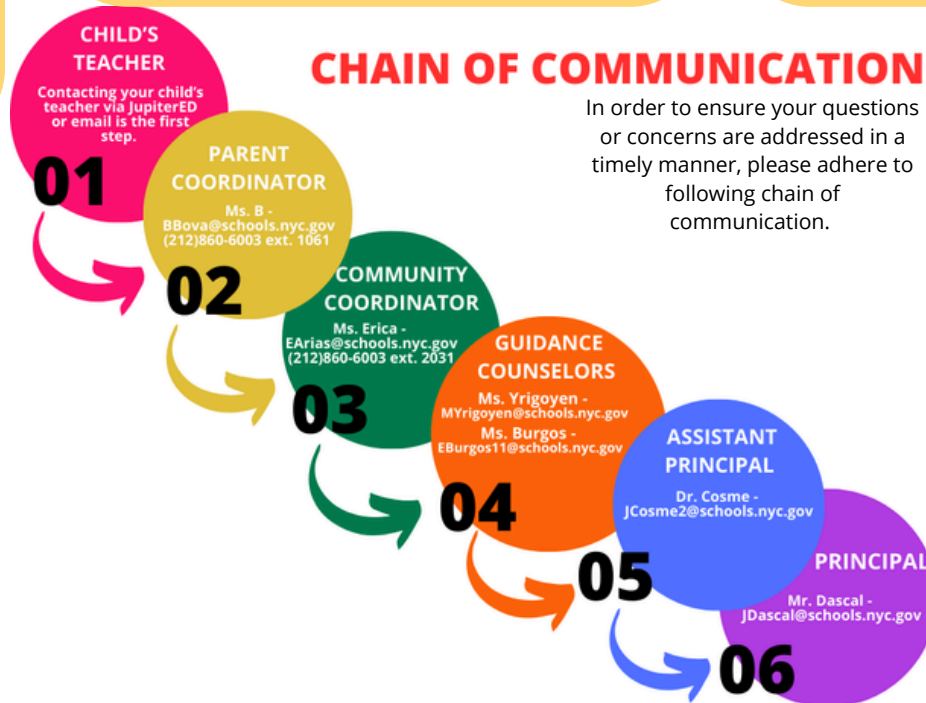 CHAIN OF COMMUNICATION
In order to ensure your questions
or concerns are addressed in a
timely manner, please adhere to
following chain of
communication.
CHILD'S
TEACHER
Contacting your child's
teacher via JupiterED
or email is the first
step.
01
PARENT
COORDINATOR
Ms. B -
BBova@schools.nyc.gov
(212)860-6003 ext. 1061
02
COMMUNITY
COORDINATOR
Ms. Erica -
EArias@schools.nyc.gov
(212)860-6003 ext. 2031
03
GUIDANCE
COUNSELORS
Ms. Yrigoyen -
MYrigoyen@schools.nyc.gov
Ms. Burgos -
EBurgos11@schools.nyc.gov
04
ASSISTANT
PRINCIPAL
Dr. Cosme -
JCosme2@schools.nyc.gov
05
PRINCIPAL
Mr. Dascal -
JDascal@schools.nyc.gov
06